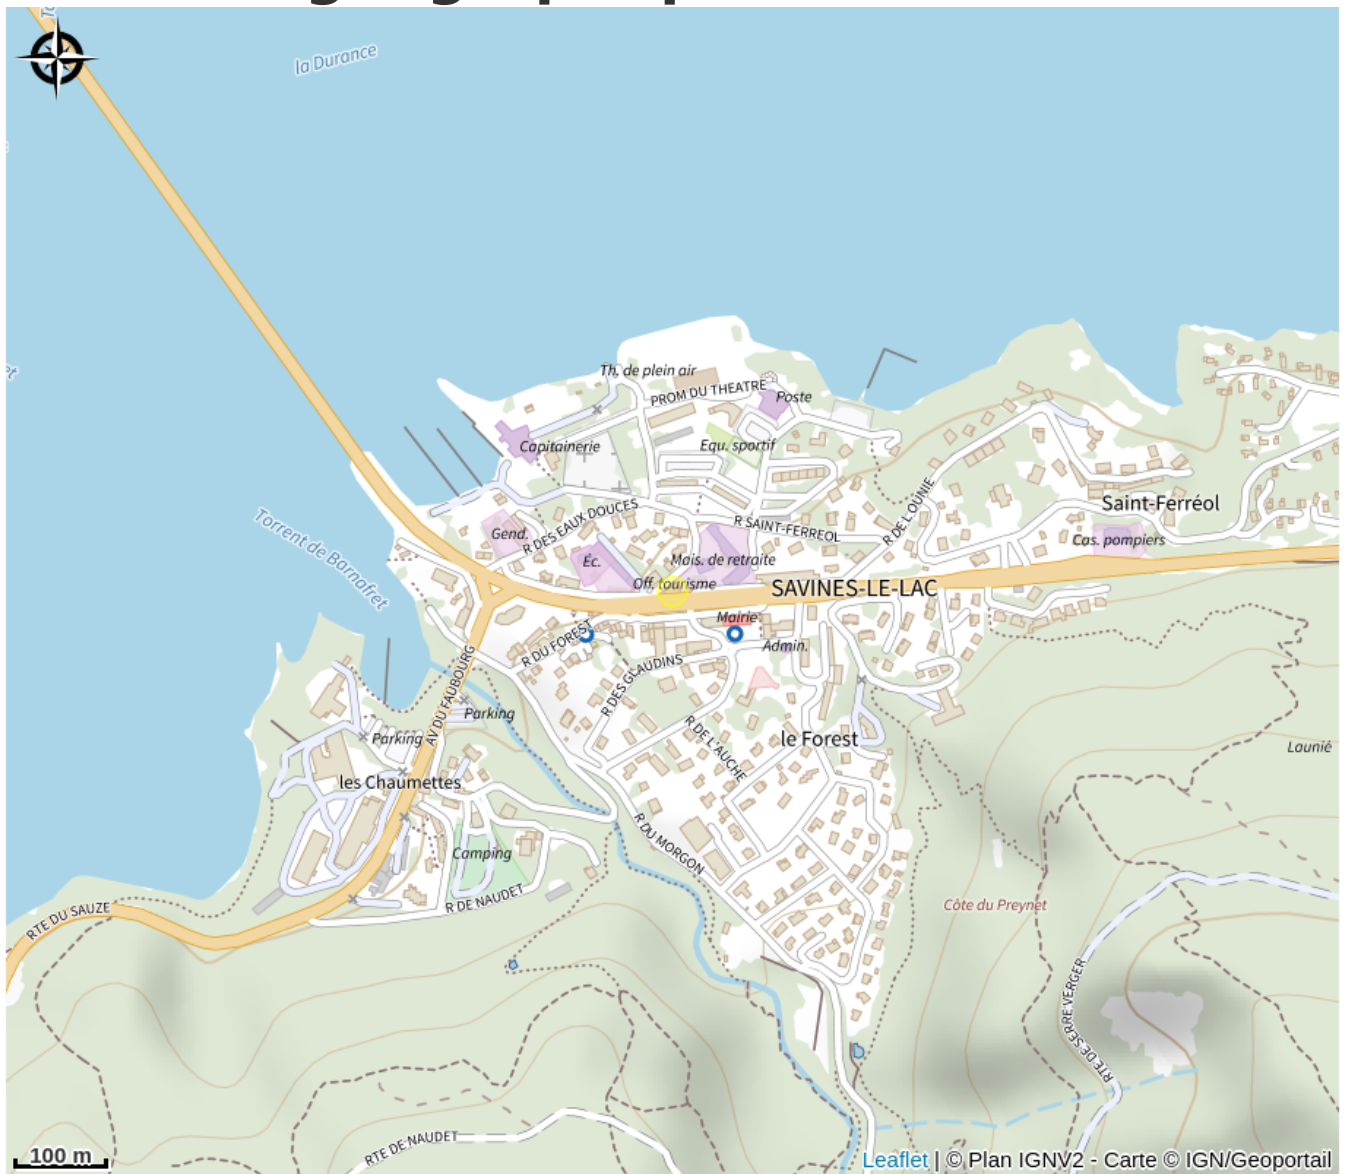 la Durance
Th. de plein air
PROM DU THEATRE
Poste
Capitainerie
Equ. sportif
Saint-Ferréol
R DE L'OUNIE
R DES EAUX DOUCES
R SAINT-FERREOL
Gend.
Cas. pompiers
Torrent de Barnafret
Éc.
Mais. de retraite
Off. tourisme
SAVINES-LE-LAC
Mairie
R DU FOREST
Admin.
R DES GLAUDINS
AV DU FAUBOURG
Parking
Parking
R DE L'AUCHE
le Forest
Launié
les Chaumettes
R DU MORGON
Camping
R DE NAUDET
Côte du Preynet
RTE DU SAUZE
RTE DE SERRE VERGER
RTE DE NAUDET
100 m
Leaflet | © Plan IGNV2 - Carte © IGN/Geoportail